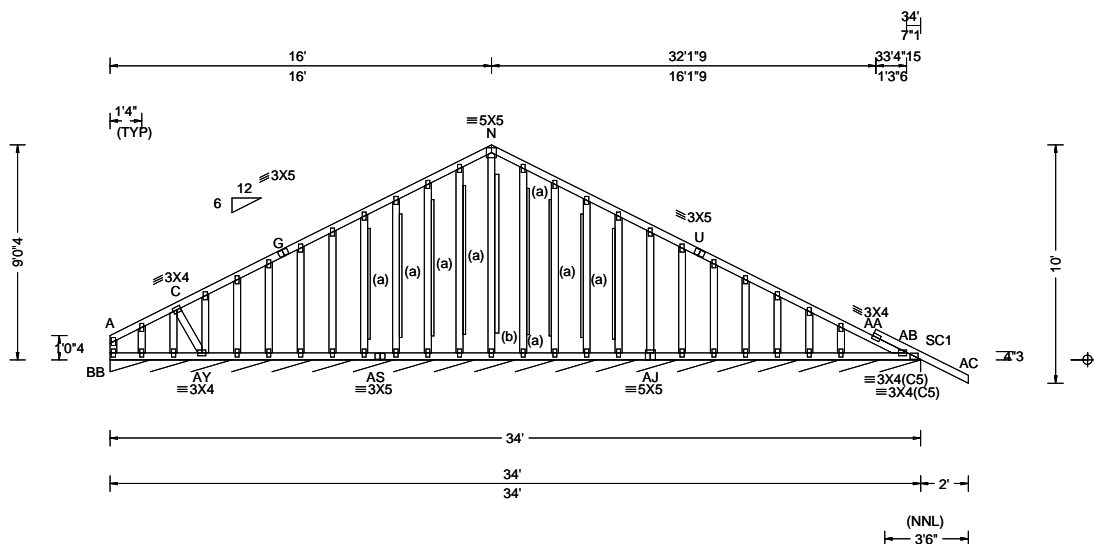 34'
7"1
16'
32'1"9
33'4"15
16'
16'1"9
1'3"6
1'4"
(TYP)
≡5X5
N
≡3X5
12
6
(a)
≡3X5
9'0"4
G
U
10'
(a)
(a)
(a)
(a)
(a)
(a)
≡3X4
C
≡3X4
AA
A
AB
SC1
1'0"4
(b)
(a)
4"3
BB
AY
AS
AJ
AC
≡3X4
≡3X5
≡5X5
≡3X4(C5)
≡3X4(C5)
34'
34'
34'
2'
(NNL)
3'6"